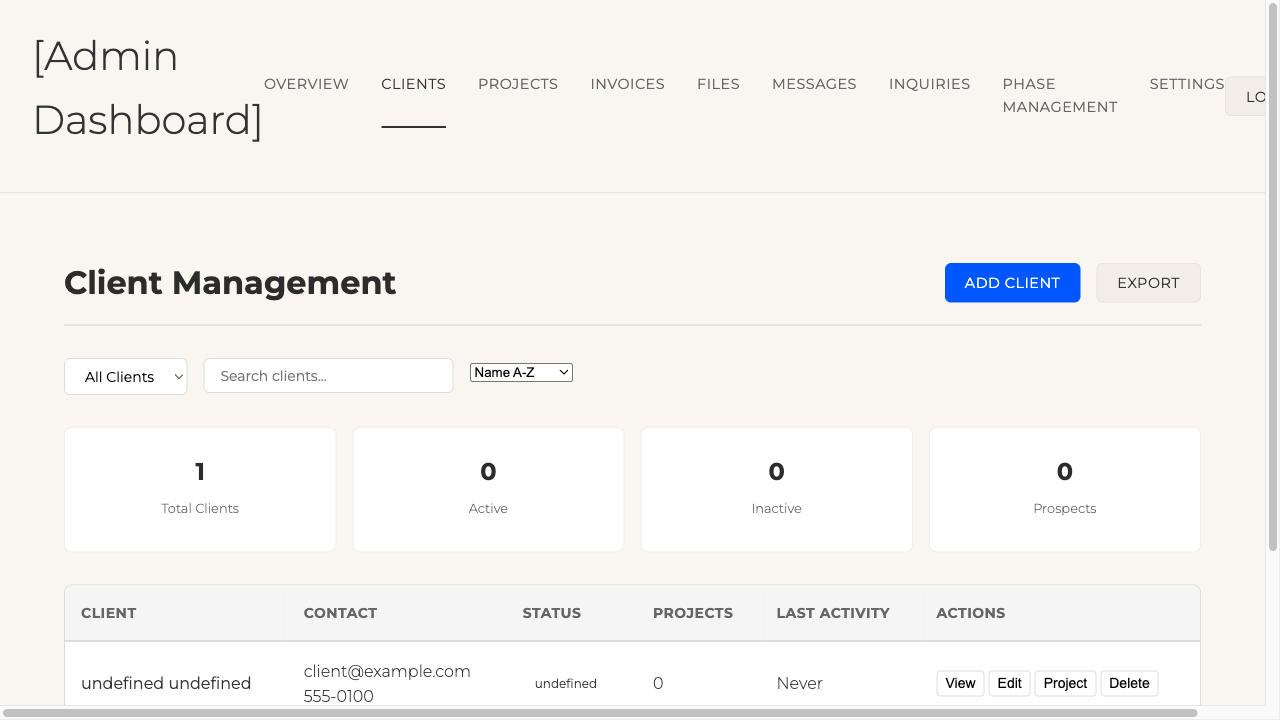 [Admin
Dashboard]
OVERVIEW
CLIENTS
PROJECTS
INVOICES
FILES
MESSAGES
INQUIRIES
PHASE
MANAGEMENT
SETTINGS
LO
Client Management
ADD CLIENT
EXPORT
All Clients
Search clients...
Name A-Z
1
Total Clients
0
Active
0
Inactive
0
Prospects
CLIENT CONTACT STATUS PROJECTS LAST ACTIVITY ACTIONS
undefined undefined
client@example.com
555-0100
undefined
0
Never
View Edit Project Delete